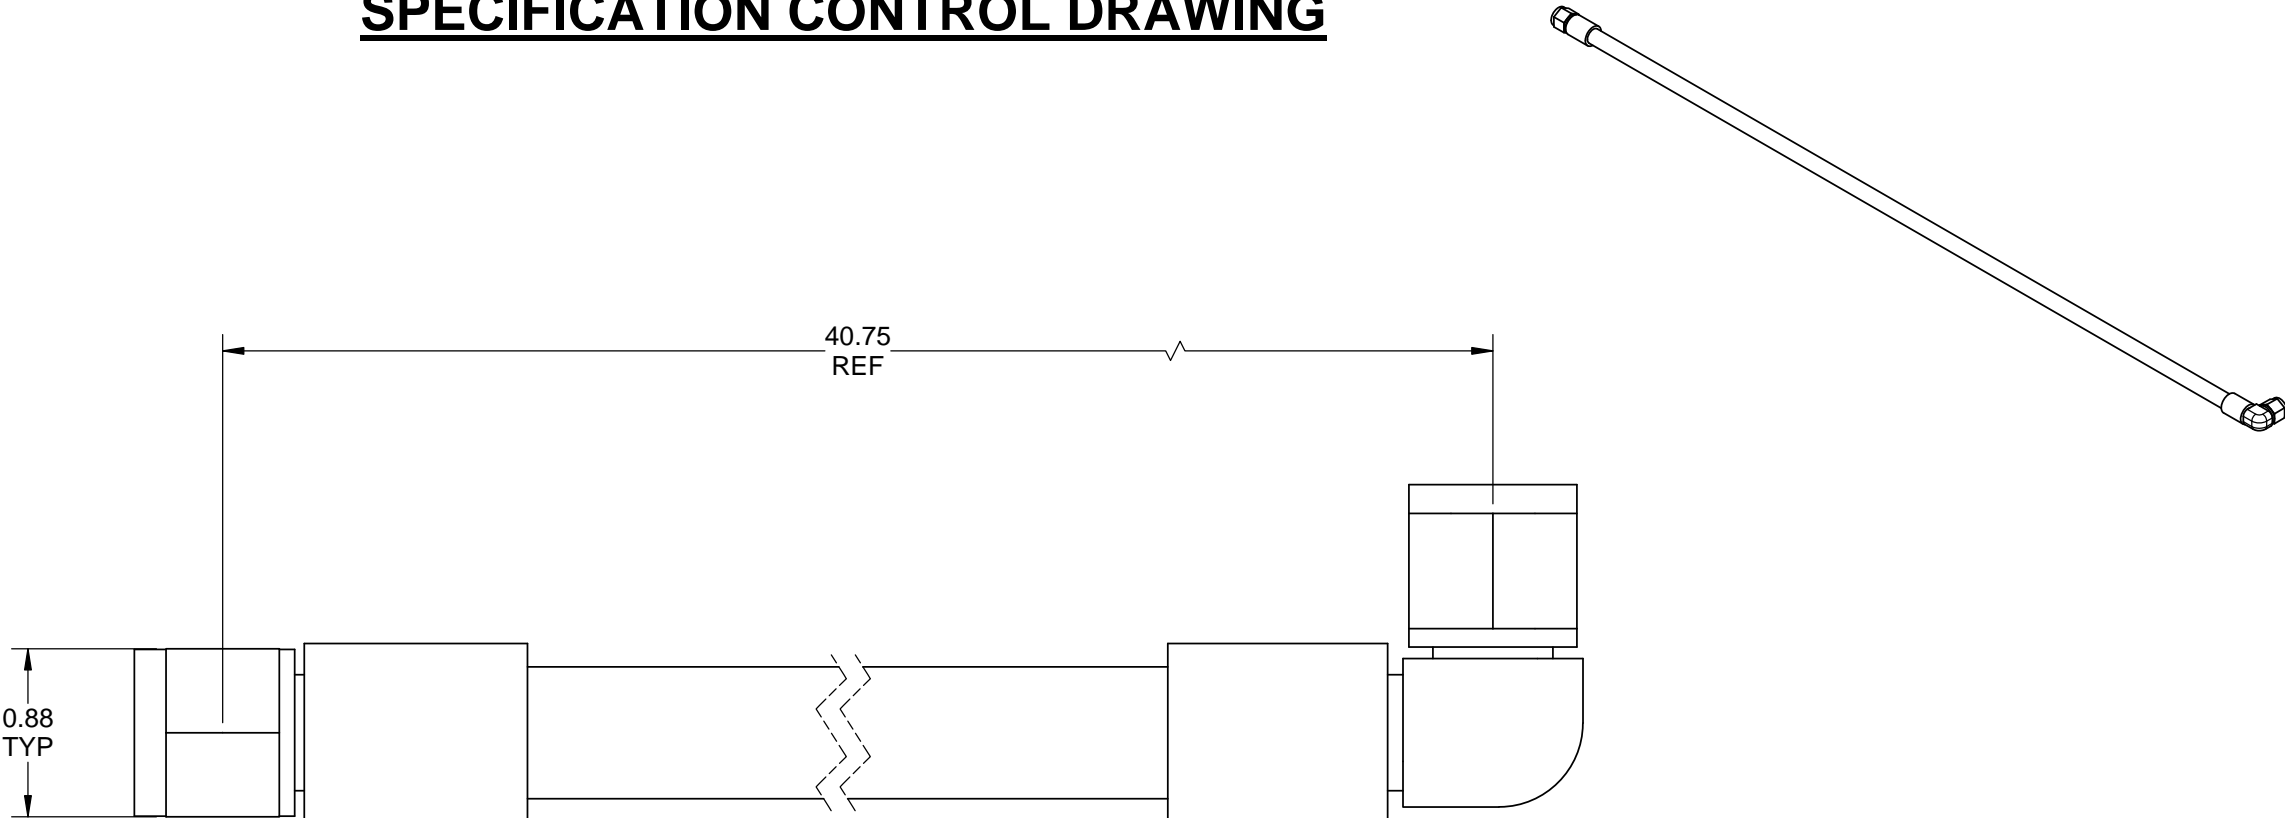 SPECIFICATION CONTROL DRAWING
40.75
REF
0.88
TYP